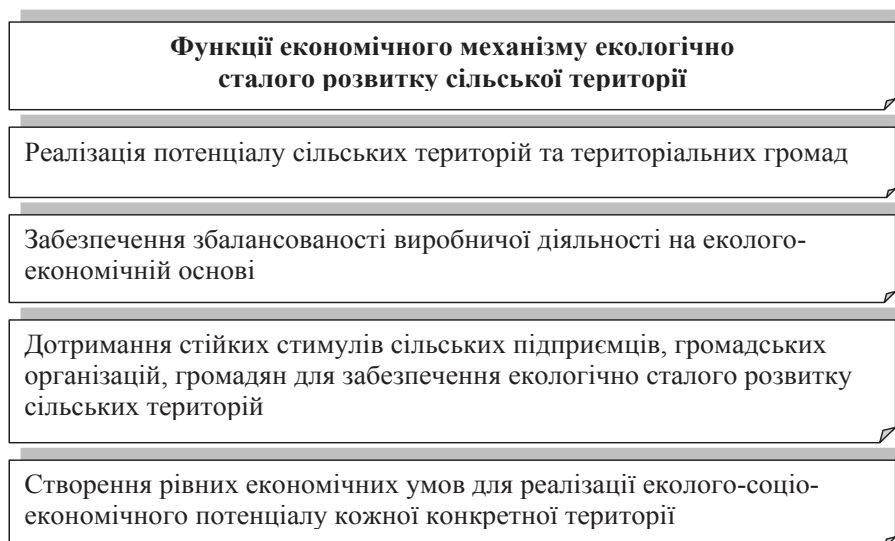 Функції економічного механізму екологічно
сталого розвитку сільської території
Реалізація потенціалу сільських територій та територіальних громад
Забезпечення збалансованості виробничої діяльності на еколого-
економічній основі
Дотримання стійких стимулів сільських підприємців, громадських
організацій, громадян для забезпечення екологічно сталого розвитку
сільських територій
Створення рівних економічних умов для реалізації еколого-соціо-
економічного потенціалу кожної конкретної території